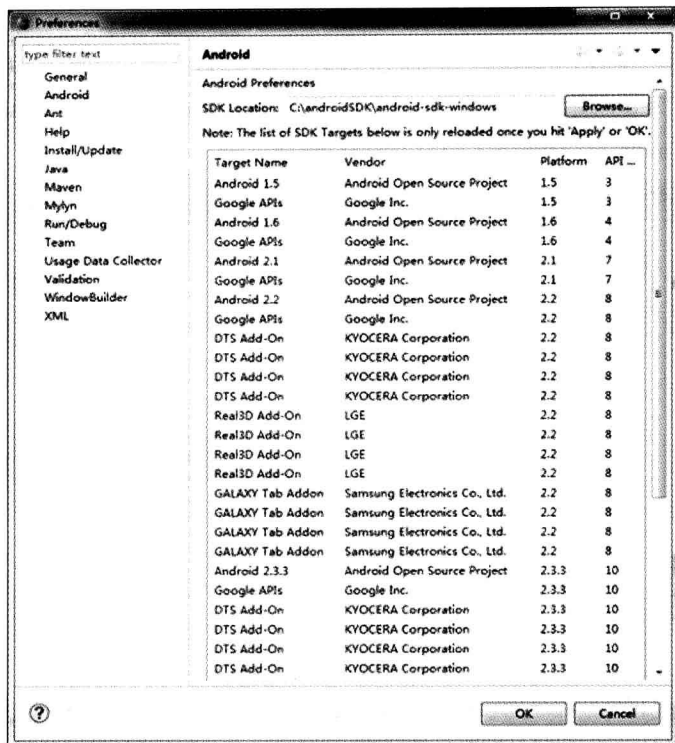 Preferences
type filter text
General
Android
Ant
Help
Install/Update
Java
Maven
Mylyn
Run/Debug
Team
Usage Data Collector
Validation
WindowBuilder
XML
Android
Android Preferences
SDK Location: C:\androidSDK\android-sdk-windows Browse...
Note: The list of SDK Targets below is only reloaded once you hit 'Apply' or 'OK'.
Target Name Vendor Platform API ...
Android 1.5 Android Open Source Project 1.5 3
Google APIs Google Inc. 1.5 3
Android 1.6 Android Open Source Project 1.6 4
Google APIs Google Inc. 1.6 4
Android 2.1 Android Open Source Project 2.1 7
Google APIs Google Inc. 2.1 7
Android 2.2 Android Open Source Project 2.2 8
Google APIs Google Inc. 2.2 8
DTS Add-On KYOCERA Corporation 2.2 8
DTS Add-On KYOCERA Corporation 2.2 8
DTS Add-On KYOCERA Corporation 2.2 8
DTS Add-On KYOCERA Corporation 2.2 8
Real3D Add-On LGE 2.2 8
Real3D Add-On LGE 2.2 8
Real3D Add-On LGE 2.2 8
Real3D Add-On LGE 2.2 8
GALAXY Tab Addon Samsung Electronics Co., Ltd. 2.2 8
GALAXY Tab Addon Samsung Electronics Co., Ltd. 2.2 8
GALAXY Tab Addon Samsung Electronics Co., Ltd. 2.2 8
GALAXY Tab Addon Samsung Electronics Co., Ltd. 2.2 8
Android 2.3.3 Android Open Source Project 2.3.3 10
Google APIs Google Inc. 2.3.3 10
DTS Add-On KYOCERA Corporation 2.3.3 10
DTS Add-On KYOCERA Corporation 2.3.3 10
DTS Add-On KYOCERA Corporation 2.3.3 10
DTS Add-On KYOCERA Corporation 2.3.3 10
OK Cancel